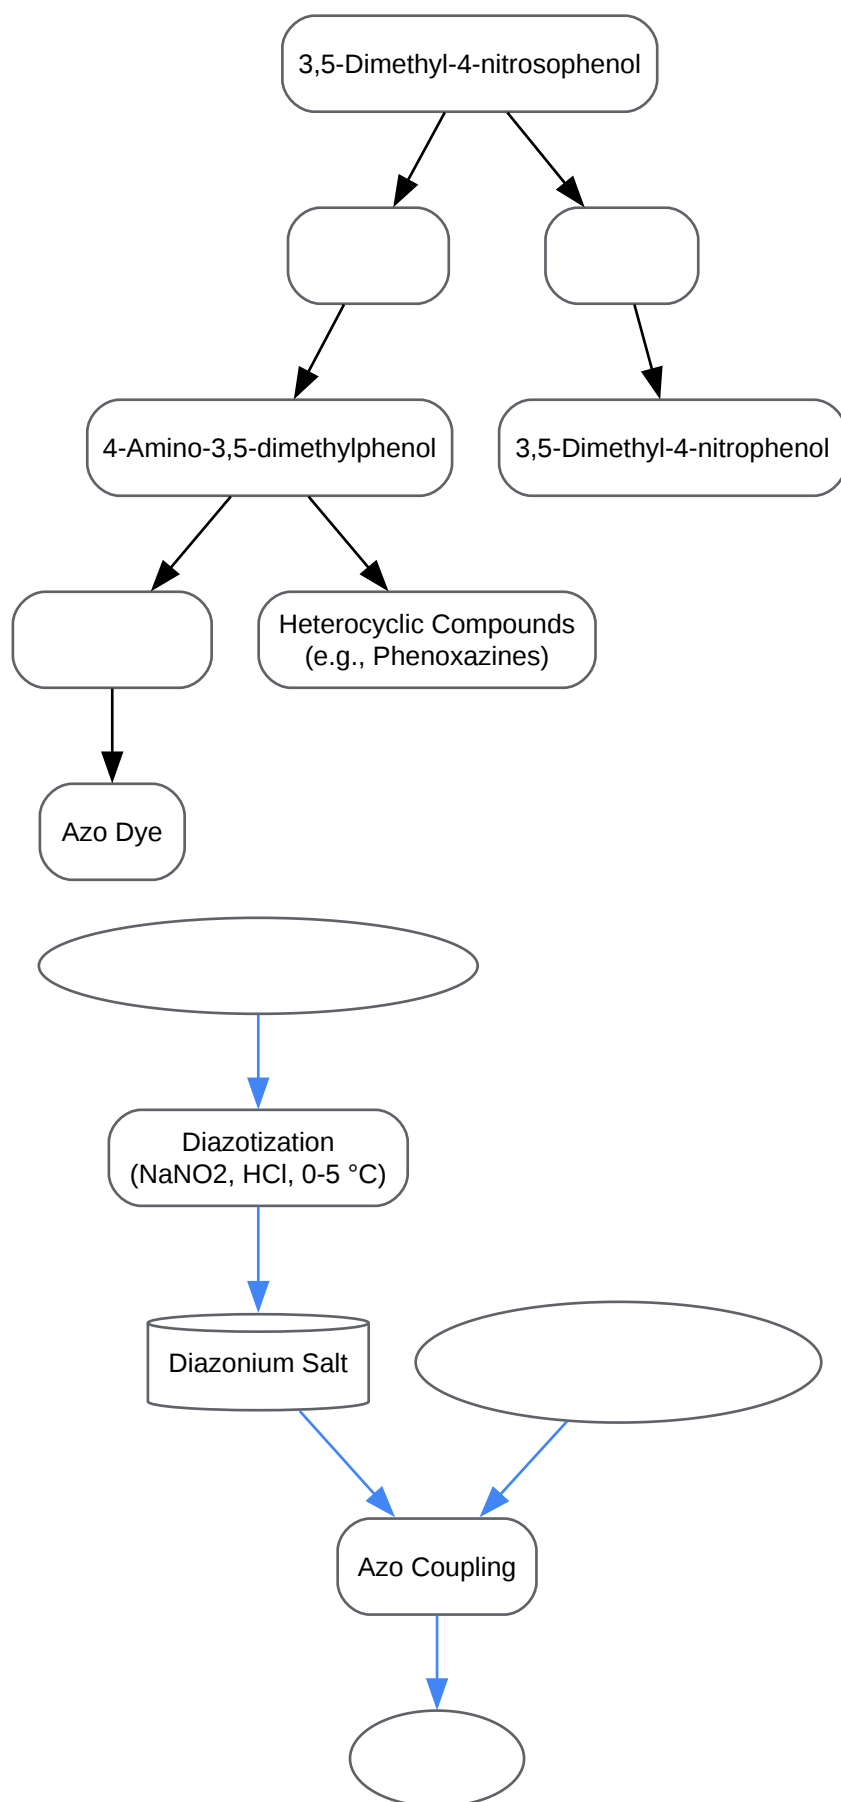 3,5-Dimethyl-4-nitrosophenol
4-Amino-3,5-dimethylphenol
3,5-Dimethyl-4-nitrophenol
Heterocyclic Compounds
(e.g., Phenoxazines)
Azo Dye
Diazotization
(NaNO2, HCl, 0-5 °C)
Diazonium Salt
Azo Coupling